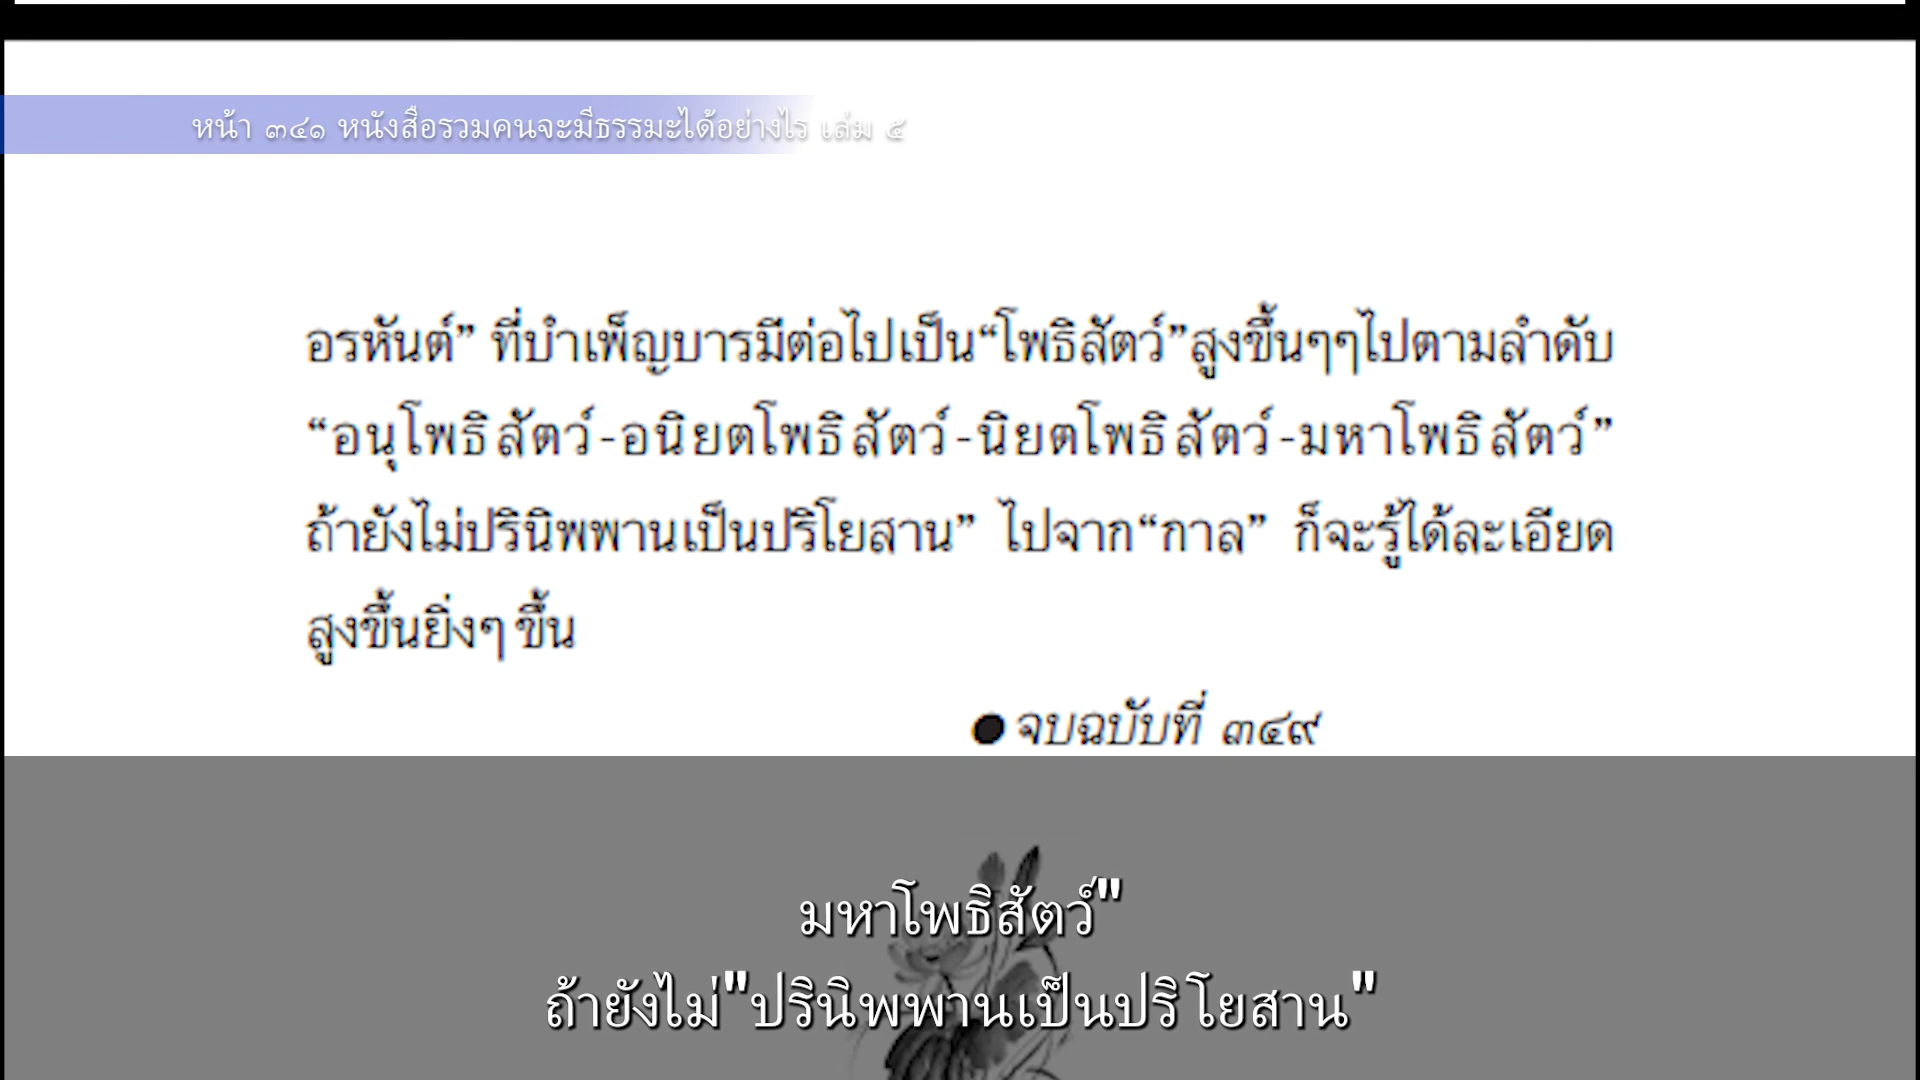 หน้า ๓๔๑ หนังสือรวมคนจะมีธรรมะได้อย่างไร เล่ม ๕
อรหันต์” ที่บำเพ็ญบารมีต่อไปเป็น“โพธิสัตว์”สูงขึ้นๆๆไปตามลำดับ
“อนุโพธิสัตว์-อนิยตโพธิสัตว์-นิยตโพธิสัตว์-มหาโพธิสัตว์”
ถ้ายังไม่ปรินิพพานเป็นปริโยสาน” ไปจาก“กาล” ก็จะรู้ได้ละเอียด
สูงขึ้นยิ่งๆ ขึ้น
● จบฉบับที่ ๓๔๙
มหาโพธิสัตว์"
ถ้ายังไม่"ปรินิพพานเป็นปริโยสาน"